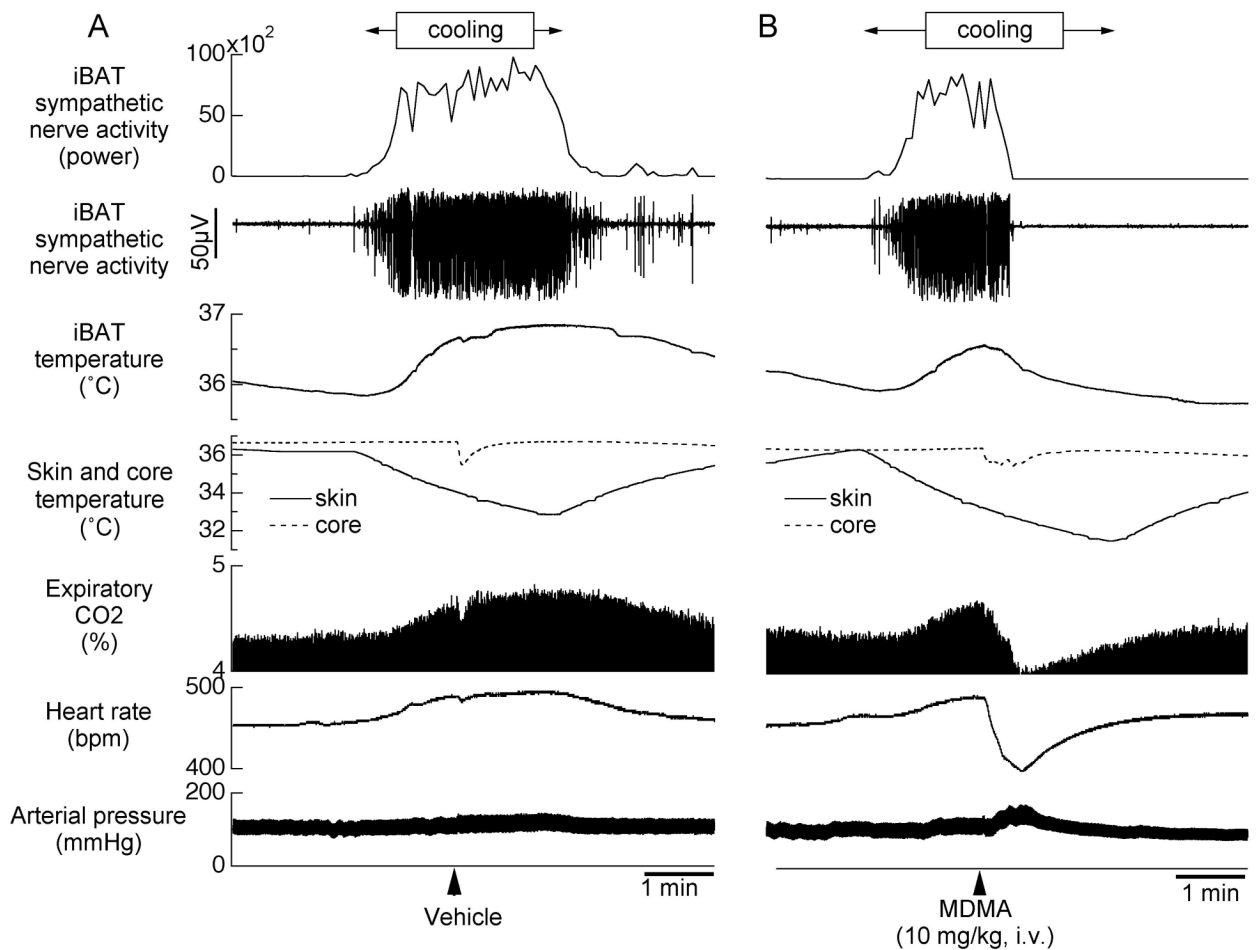 A
cooling
B
cooling
iBAT
sympathetic
nerve activity
(power)
100x10²
50
0
iBAT
sympathetic
nerve activity
50µV
iBAT
temperature
(˚C)
37
36
Skin and core
temperature
(˚C)
36
34
32
skin
core
skin
core
Expiratory
CO2
(%)
5
4
Heart rate
(bpm)
500
400
Arterial pressure
(mmHg)
200
0
1 min
Vehicle
1 min
MDMA
(10 mg/kg, i.v.)